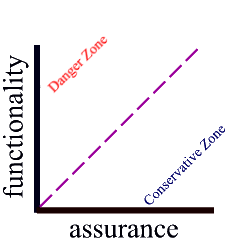 functionality
Danger Zone
Conservative Zone
assurance